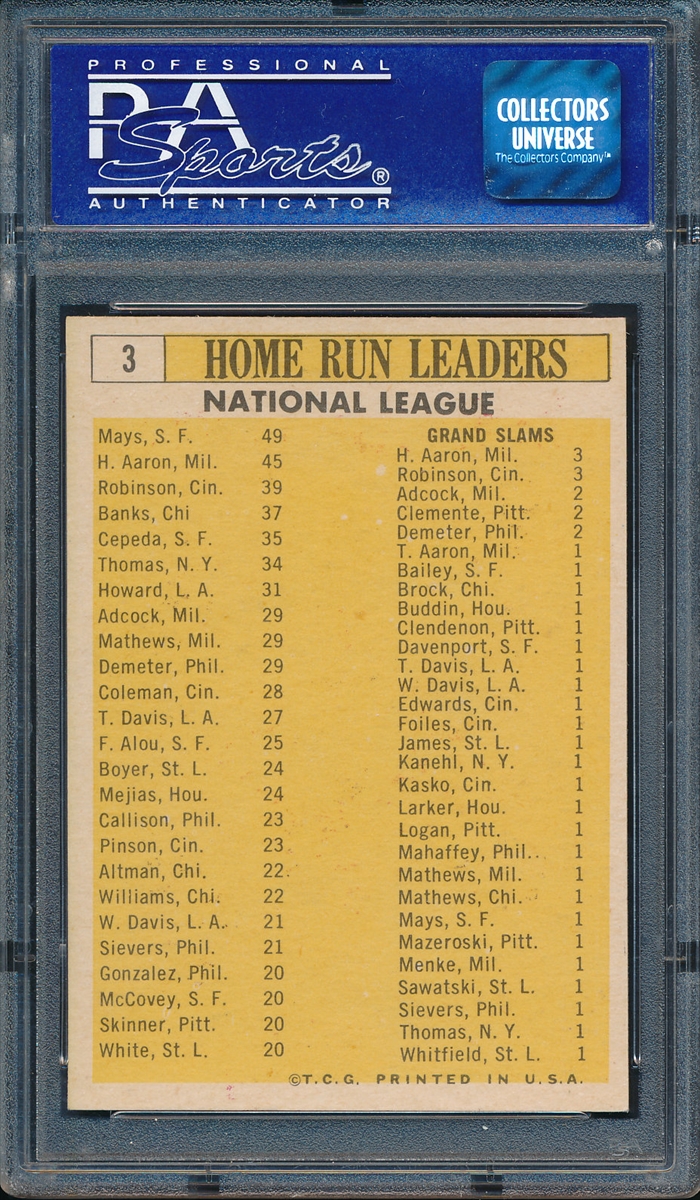 PROFESSIONAL
PSA
Sports®
AUTHENTICATOR
COLLECTORS
UNIVERSE
The Collectors Company™
3 HOME RUN LEADERS
NATIONAL LEAGUE
Mays, S. F. 49
H. Aaron, Mil. 45
Robinson, Cin. 39
Banks, Chi 37
Cepeda, S. F. 35
Thomas, N. Y. 34
Howard, L. A. 31
Adcock, Mil. 29
Mathews, Mil. 29
Demeter, Phil. 29
Coleman, Cin. 28
T. Davis, L. A. 27
F. Alou, S. F. 25
Boyer, St. L. 24
Mejias, Hou. 24
Callison, Phil. 23
Pinson, Cin. 23
Altman, Chi. 22
Williams, Chi. 22
W. Davis, L. A. 21
Sievers, Phil. 21
Gonzalez, Phil. 20
McCovey, S. F. 20
Skinner, Pitt. 20
White, St. L. 20
GRAND SLAMS
H. Aaron, Mil. 3
Robinson, Cin. 3
Adcock, Mil. 2
Clemente, Pitt. 2
Demeter, Phil. 2
T. Aaron, Mil. 1
Bailey, S. F. 1
Brock, Chi. 1
Buddin, Hou. 1
Clendenon, Pitt. 1
Davenport, S. F. 1
T. Davis, L. A. 1
W. Davis, L. A. 1
Edwards, Cin. 1
Foiles, Cin. 1
James, St. L. 1
Kanehl, N. Y. 1
Kasko, Cin. 1
Larker, Hou. 1
Logan, Pitt. 1
Mahaffey, Phil.. 1
Mathews, Mil. 1
Mathews, Chi. 1
Mays, S. F. 1
Mazeroski, Pitt. 1
Menke, Mil. 1
Sawatski, St. L. 1
Sievers, Phil. 1
Thomas, N. Y. 1
Whitfield, St. L. 1
©T.C.G. PRINTED IN U.S.A.